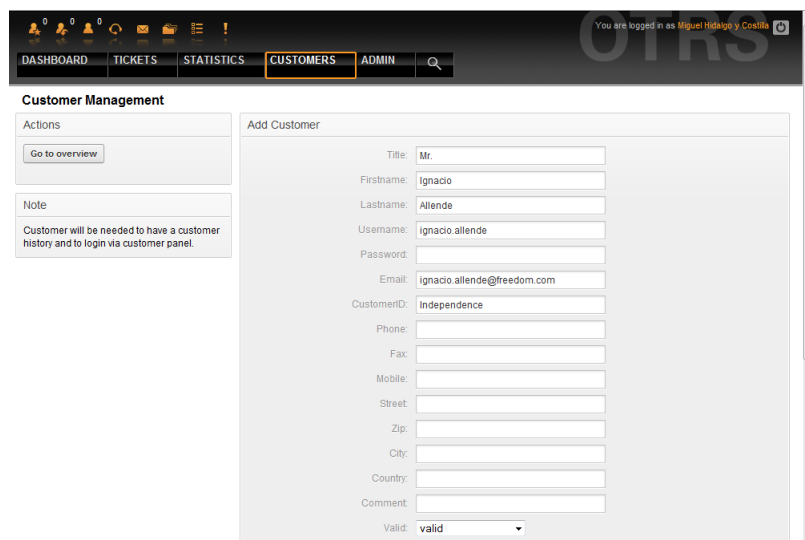 OTRS
You are logged in as Miguel Hidalgo y Costilla
0 0 0
DASHBOARD TICKETS STATISTICS CUSTOMERS ADMIN
Customer Management
Actions
Go to overview
Note
Customer will be needed to have a customer
history and to login via customer panel.
Add Customer
Title: Mr.
Firstname: Ignacio
Lastname: Allende
Username: ignacio.allende
Password:
Email: ignacio.allende@freedom.com
CustomerID: Independence
Phone:
Fax:
Mobile:
Street:
Zip:
City:
Country:
Comment:
Valid: valid